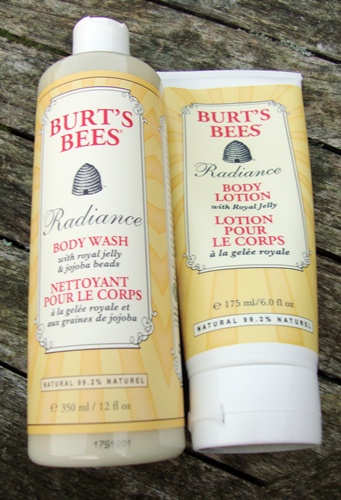 BURT'S
BEES®
Radiance
BODY WASH
with royal jelly
& jojoba beads
NETTOYANT
POUR LE CORPS
à la gelée royale et
aux graines de jojoba
NATURAL 99.2% NATUREL
e 350 ml / 12 fl oz
BURT'S
BEES®
Radiance
BODY
LOTION
with Royal Jelly
LOTION
POUR
LE CORPS
à la gelée royale
e 175 ml/6.0 fl oz
NATURAL 99.2% NATUREL